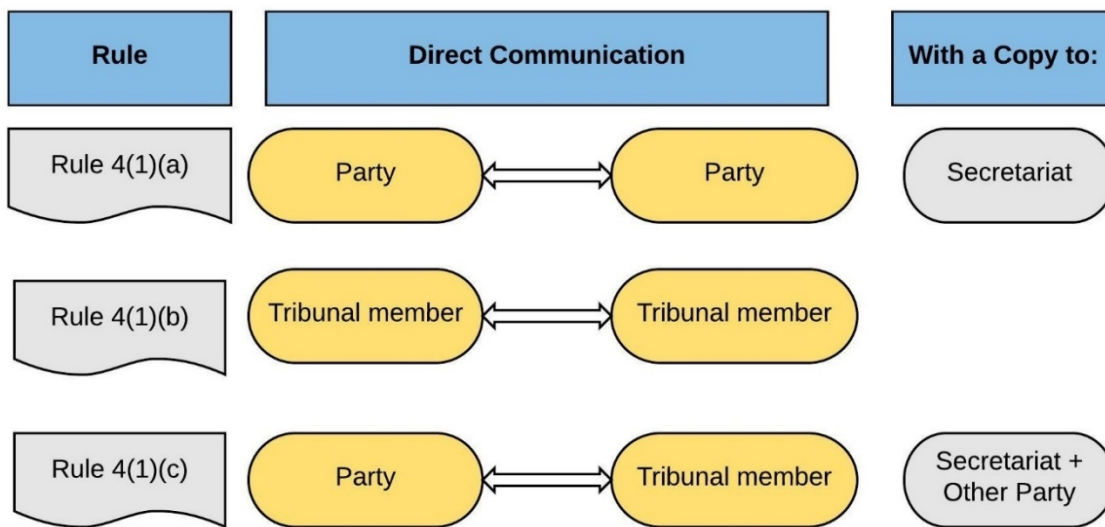 Rule
Direct Communication
With a Copy to:
Rule 4(1)(a)
Party
Party
Secretariat
Rule 4(1)(b)
Tribunal member
Tribunal member
Rule 4(1)(c)
Party
Tribunal member
Secretariat +
Other Party